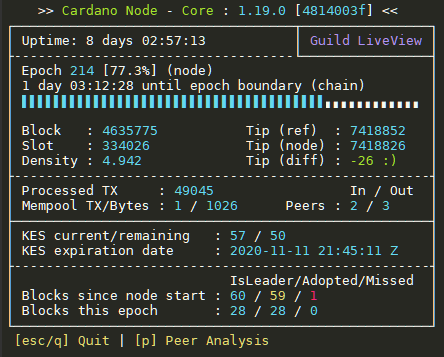 >> Cardano Node - Core : 1.19.0 [4814003f] <<
Uptime: 8 days 02:57:13 Guild LiveView
Epoch 214 [77.3%] (node)
1 day 03:12:28 until epoch boundary (chain)
Block : 4635775 Tip (ref) : 7418852
Slot : 334026 Tip (node) : 7418826
Density : 4.942 Tip (diff) : -26 :)
Processed TX : 49045 In / Out
Mempool TX/Bytes : 1 / 1026 Peers : 2 / 3
KES current/remaining : 57 / 50
KES expiration date : 2020-11-11 21:45:11 Z
IsLeader/Adopted/Missed
Blocks since node start : 60 / 59 / 1
Blocks this epoch : 28 / 28 / 0
[esc/q] Quit | [p] Peer Analysis